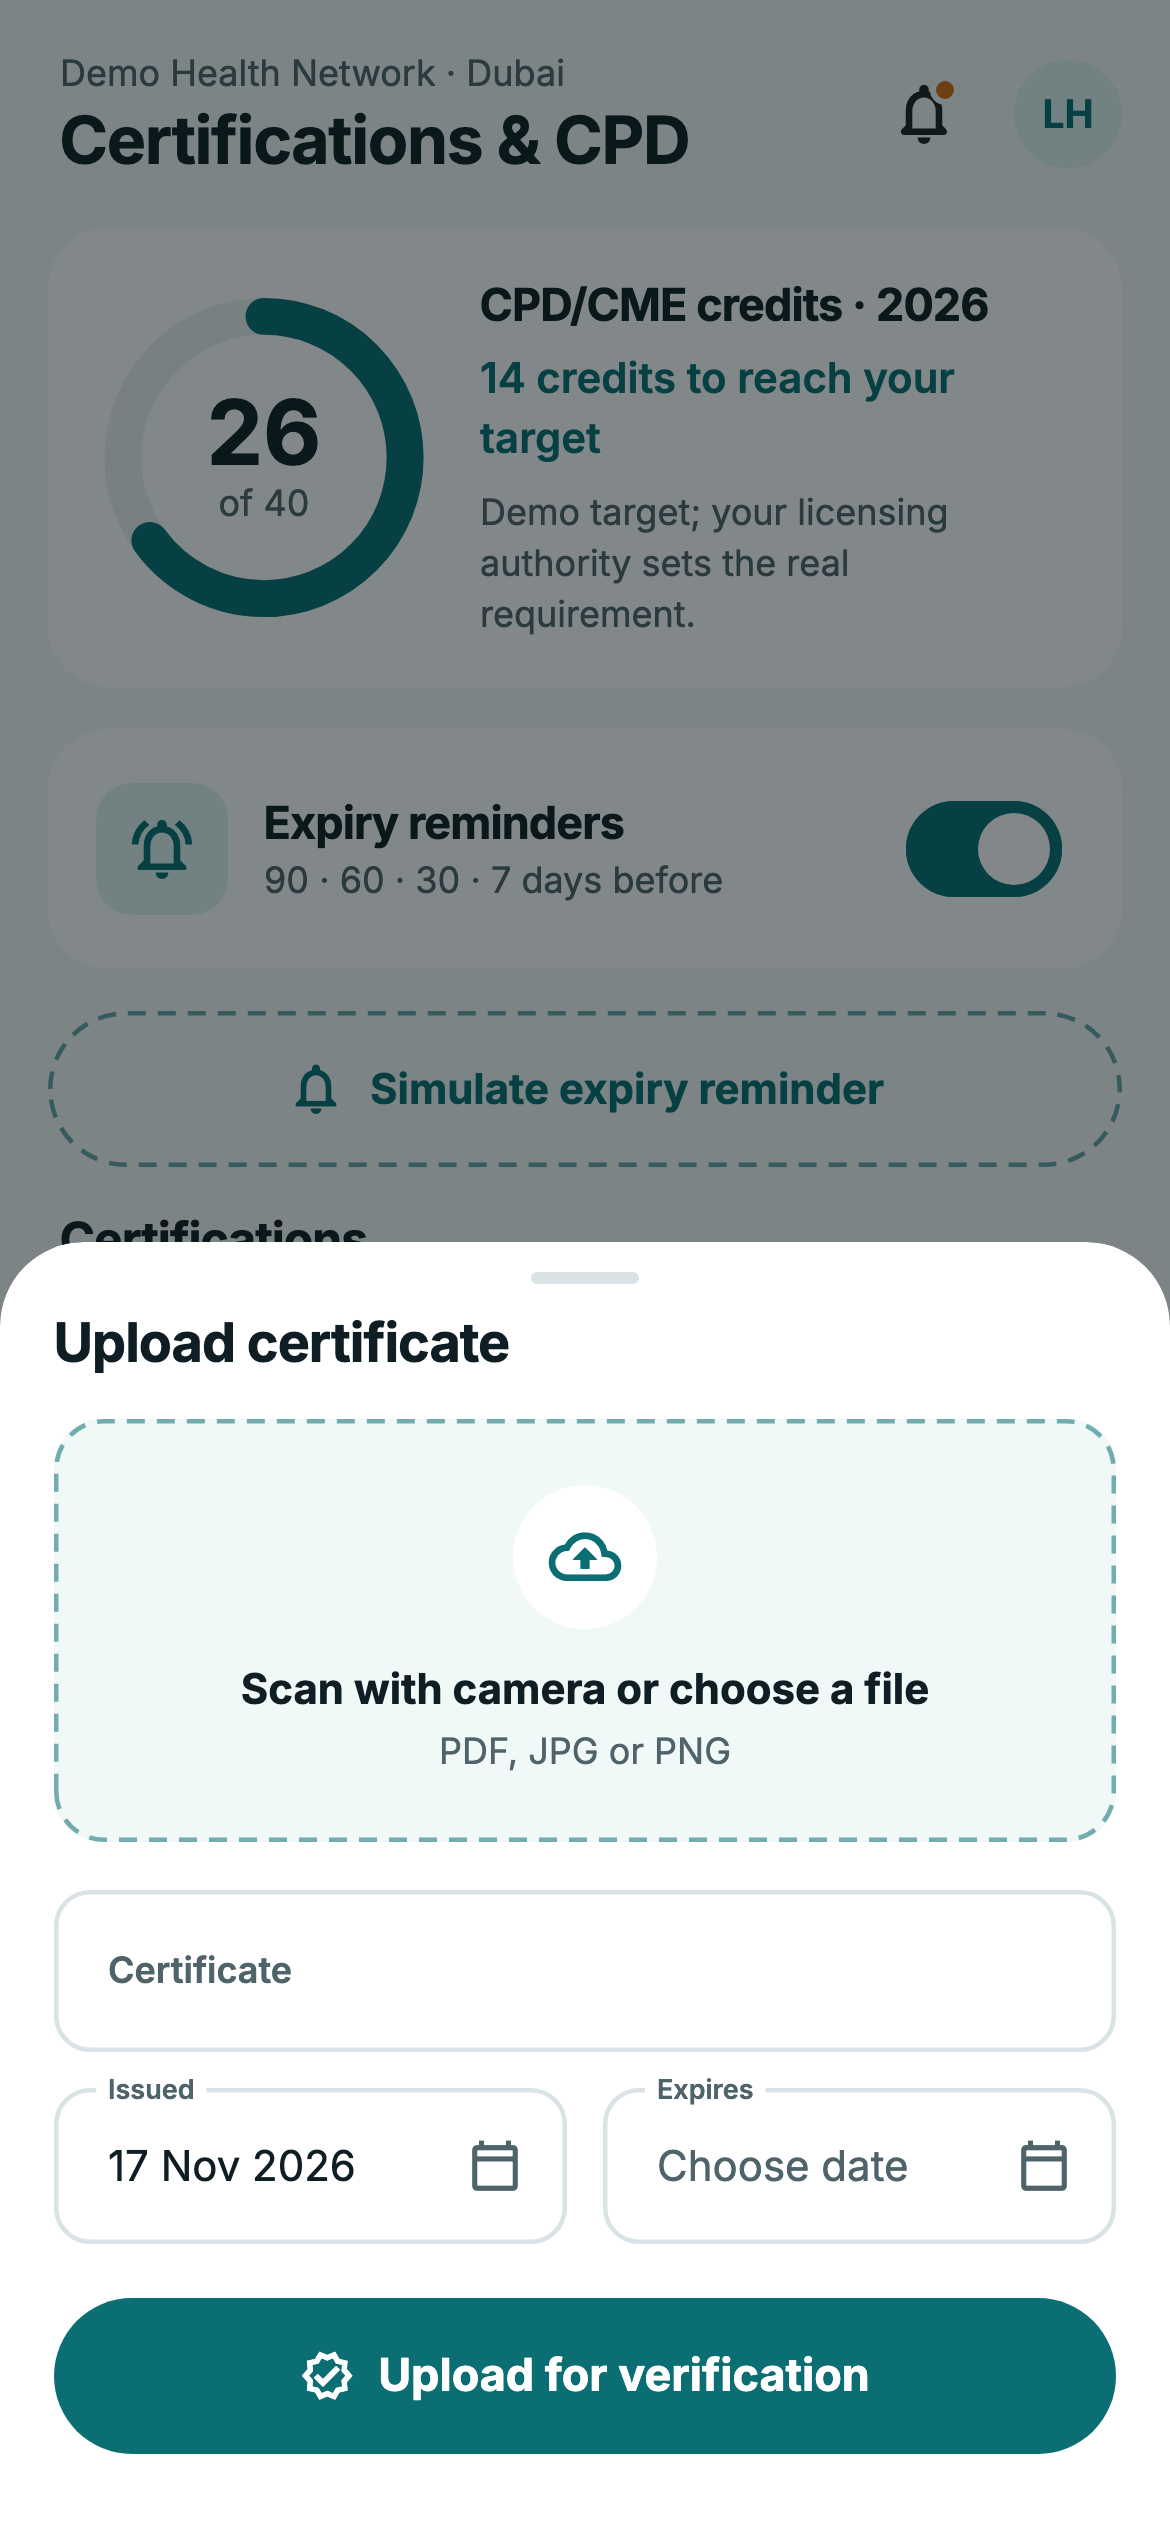 Demo Health Network · Dubai
Certifications & CPD
LH
26
of 40
CPD/CME credits · 2026
14 credits to reach your
target
Demo target; your licensing
authority sets the real
requirement.
Expiry reminders
90 · 60 · 30 · 7 days before
Simulate expiry reminder
Certifications
Upload certificate
Scan with camera or choose a file
PDF, JPG or PNG
Certificate
Issued
17 Nov 2026
Expires
Choose date
Upload for verification